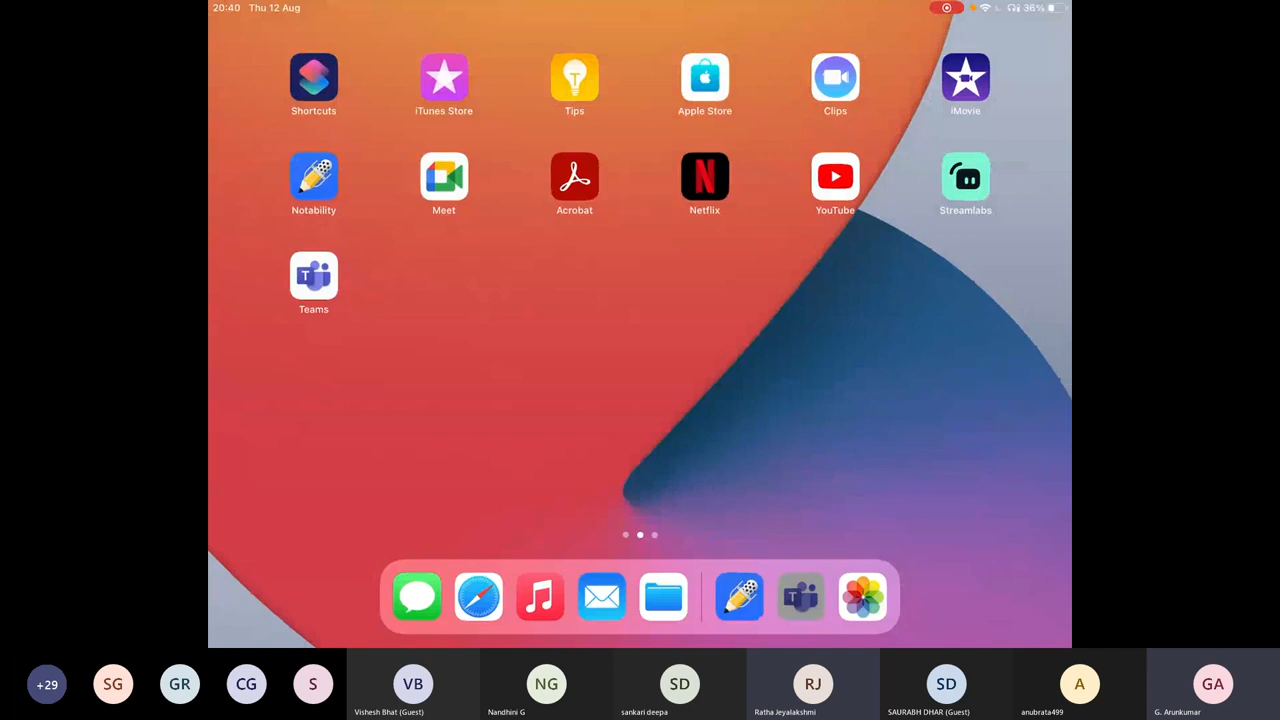 20:40 Thu 12 Aug
36%
Shortcuts
iTunes Store
Tips
Apple Store
Clips
iMovie
Notability
Meet
Acrobat
Netflix
YouTube
Streamlabs
Teams
+29
SG
GR
CG
S
VB
NG
SD
RJ
SD
A
GA
Vishesh Bhat (Guest)
Nandhini G
sankari deepa
Ratha Jeyalakshmi
SAURABH DHAR (Guest)
anubrata499
G. Arunkumar